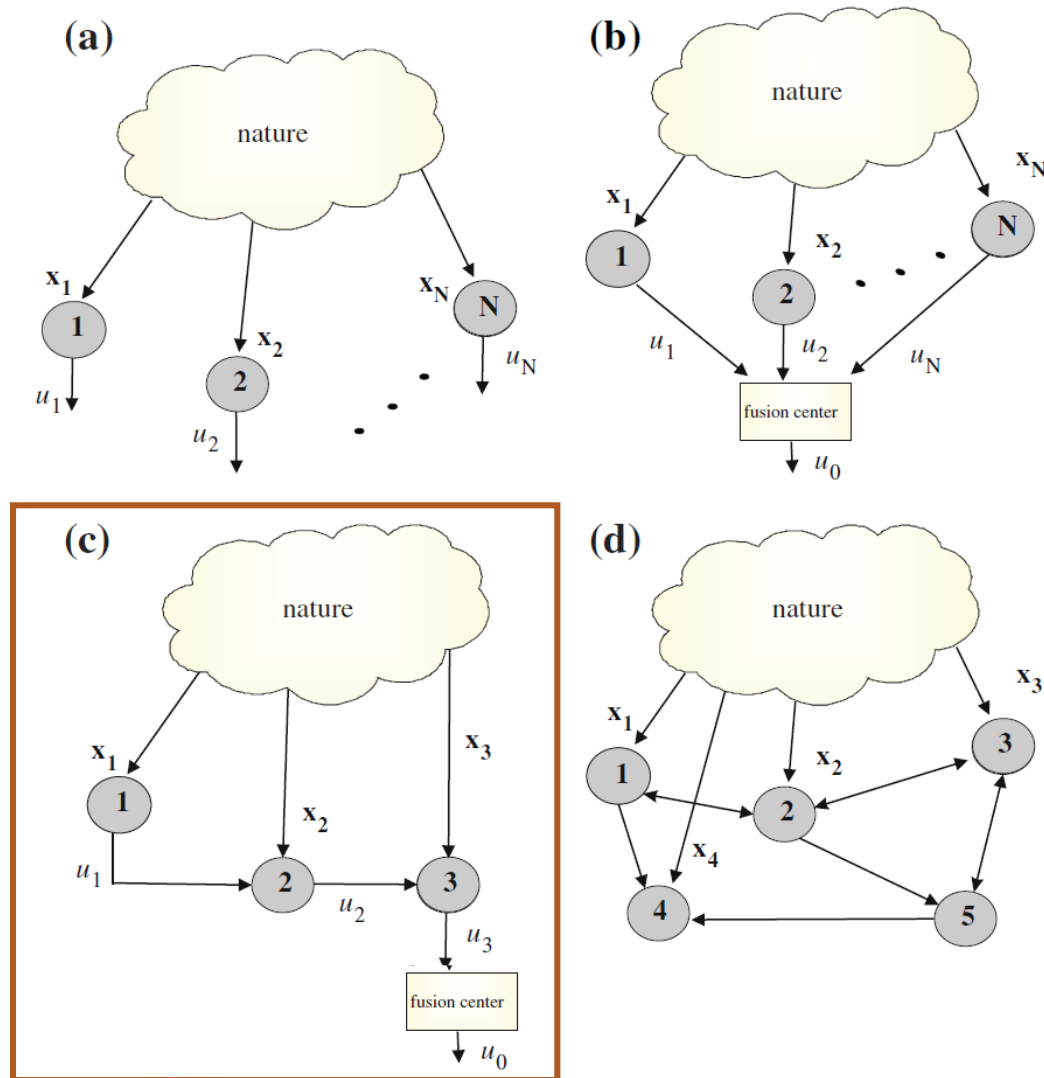 (a)
nature
x1
1
u1
x2
2
u2
xN
N
uN
(b)
nature
x1
1
u1
x2
2
u2
xN
N
uN
fusion center
u0
(c)
nature
x1
1
u1
x2
2
u2
x3
3
u3
fusion center
u0
(d)
nature
x1
1
x2
2
x3
3
x4
4
5